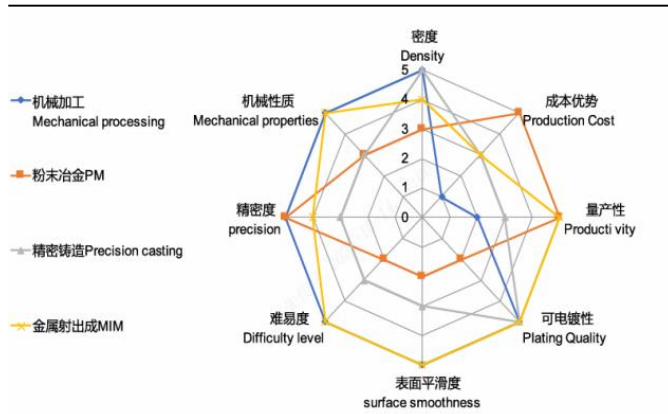 密度
Density
5
4
3
2
1
0
成本优势
Production Cost
量产性
Producti vity
可电镀性
Plating Quality
表面平滑度
surface smoothness
难易度
Difficulty level
精密度
precision
机械性质
Mechanical properties
机械加工
Mechanical processing
粉末冶金PM
精密铸造Precision casting
金属射出成MIM